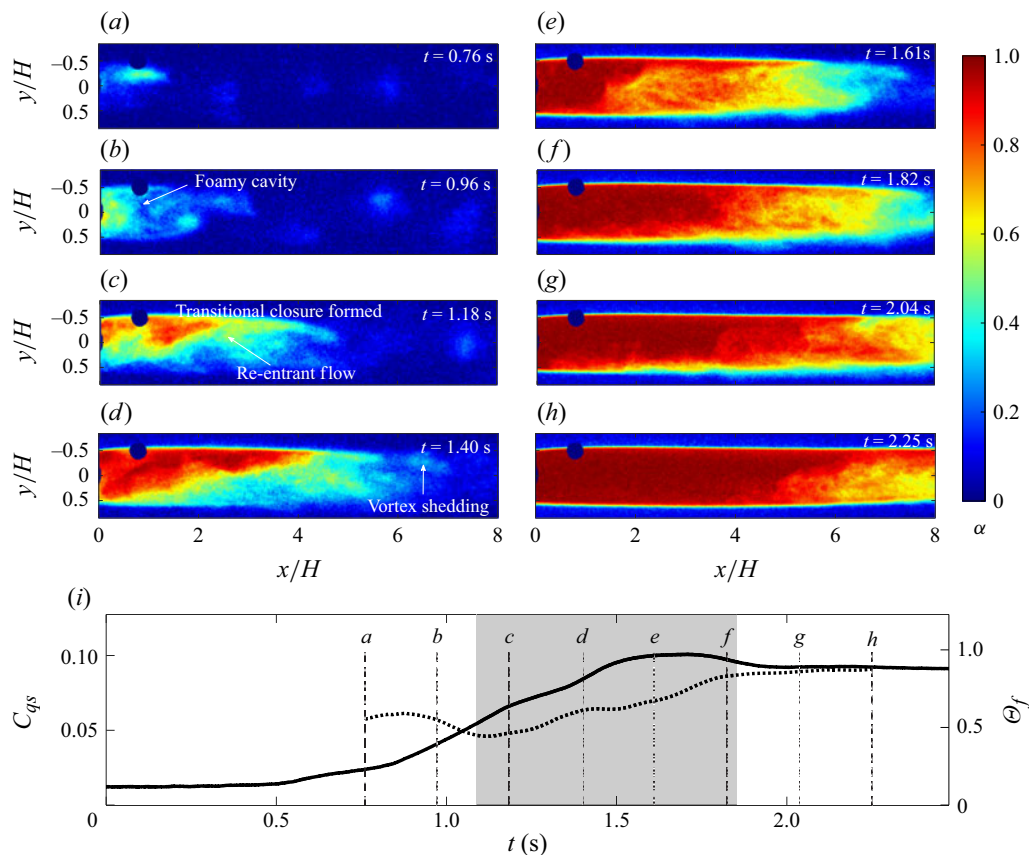 (a)
y/H
–0.5
0
0.5
t = 0.76 s
(b)
y/H
–0.5
0
0.5
Foamy cavity
t = 0.96 s
(c)
y/H
–0.5
0
0.5
Transitional closure formed
t = 1.18 s
Re-entrant flow
(d)
y/H
–0.5
0
0.5
t = 1.40 s
Vortex shedding
0 2 4 6 8
x/H
(e)
t = 1.61s
(f)
t = 1.82 s
(g)
t = 2.04 s
(h)
t = 2.25 s
0 2 4 6 8
x/H
1.0
0.8
0.6
0.4
0.2
0
α
(i)
a b c d e f g h
C_qs
0.10
0.05
1.0
0.5
0
Θ_f
0 0.5 1.0 1.5 2.0
t (s)